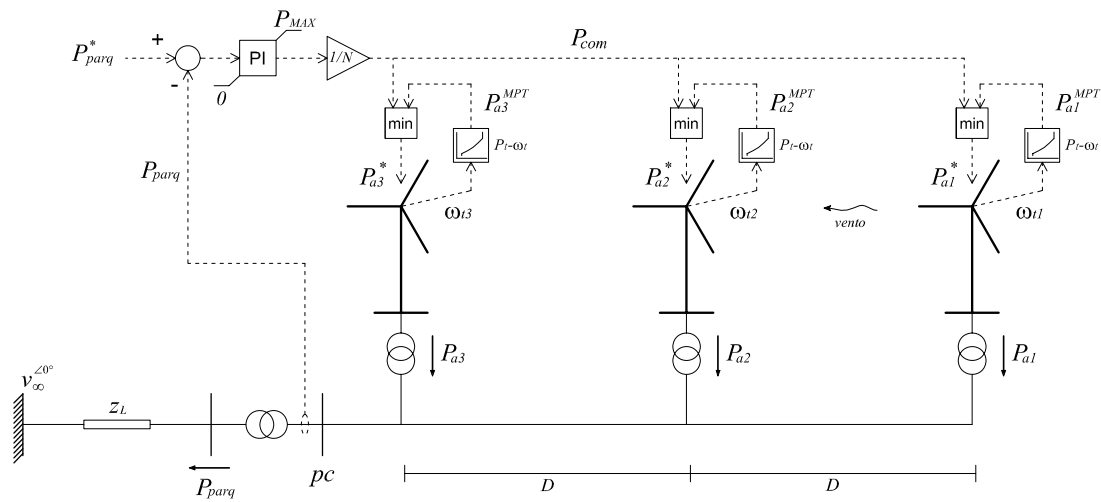 P*parq
+
-
PI
PMAX
0
1/N
Pcom
min
Pa3MPT
Pt-ωt
Pa3*
ωt3
min
Pa2MPT
Pt-ωt
Pa2*
ωt2
vento
min
Pa1MPT
Pt-ωt
Pa1*
ωt1
Pparq
Pa3
Pa2
Pa1
v∞∠0°
zL
Pparq
pc
D
D